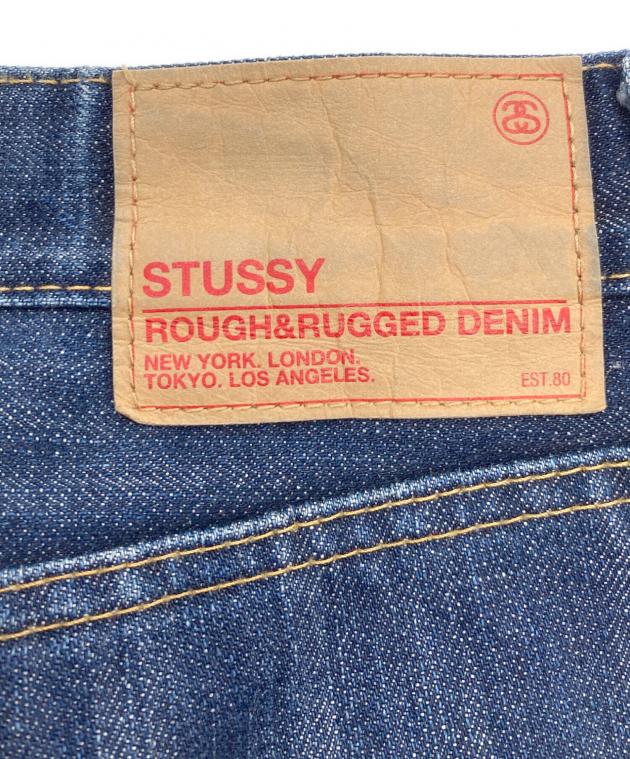 STUSSY
ROUGH&RUGGED DENIM
NEW YORK. LONDON.
TOKYO. LOS ANGELES.
EST.80